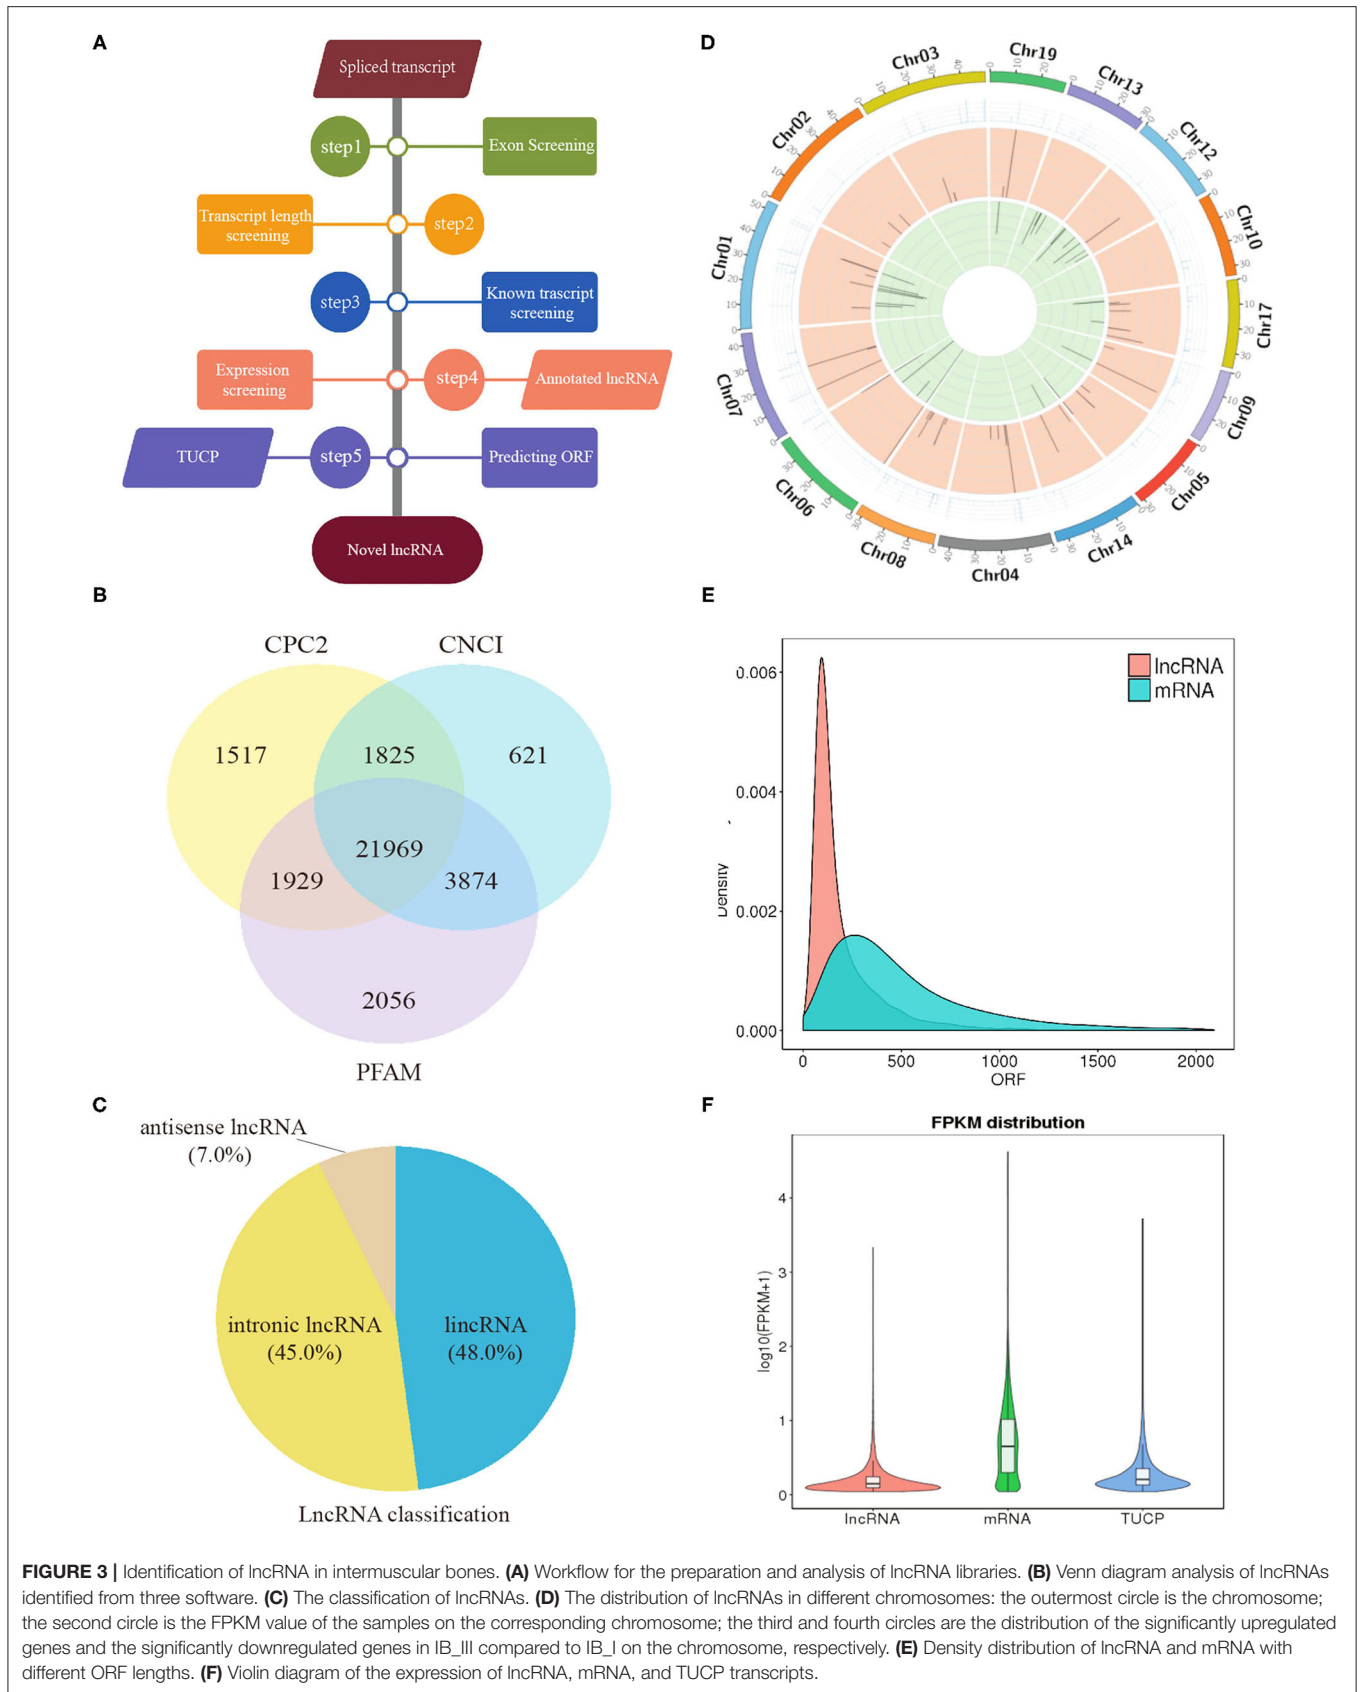 A
Spliced transcript
step1
Exon Screening
Transcript length
screening
step2
step3
Known trascript
screening
Expression
screening
step4
Annotated lncRNA
TUCP
step5
Predicting ORF
Novel lncRNA
B
CPC2
CNCI
1517
1825
621
21969
1929
3874
2056
PFAM
C
antisense lncRNA
(7.0%)
intronic lncRNA
(45.0%)
lincRNA
(48.0%)
LncRNA classification
D
Chr03
Chr19
Chr13
Chr12
Chr10
Chr17
Chr09
Chr05
Chr14
Chr04
Chr08
Chr06
Chr07
Chr01
Chr02
E
lncRNA
mRNA
0.006
0.004
0.002
0.000
Density
0
500
1000
1500
2000
ORF
F
FPKM distribution
4
3
2
1
0
log10(FPKM+1)
lncRNA
mRNA
TUCP
FIGURE 3 | Identification of lncRNA in intermuscular bones. (A) Workflow for the preparation and analysis of lncRNA libraries. (B) Venn diagram analysis of lncRNAs
identified from three software. (C) The classification of lncRNAs. (D) The distribution of lncRNAs in different chromosomes: the outermost circle is the chromosome;
the second circle is the FPKM value of the samples on the corresponding chromosome; the third and fourth circles are the distribution of the significantly upregulated
genes and the significantly downregulated genes in IB_III compared to IB_I on the chromosome, respectively. (E) Density distribution of lncRNA and mRNA with
different ORF lengths. (F) Violin diagram of the expression of lncRNA, mRNA, and TUCP transcripts.